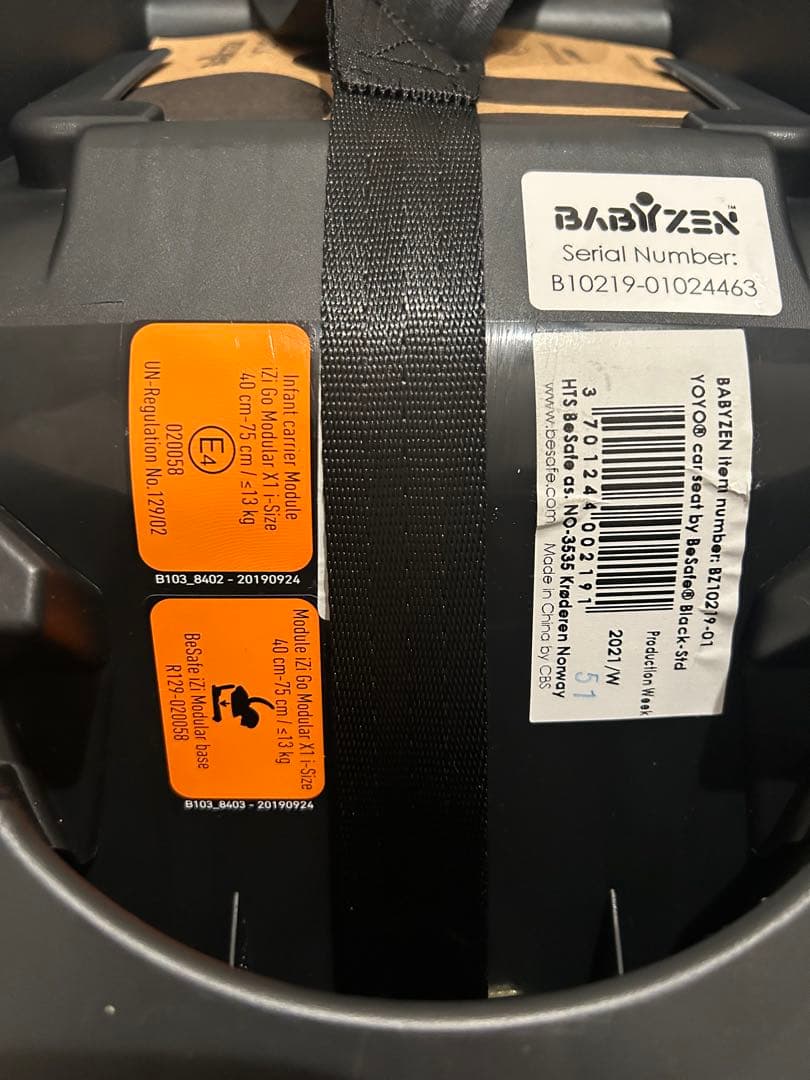 BABYZEN™
Serial Number:
B10219-01024463
Infant carrier Module
iZi Go Modular X1 i-Size
40 cm-75 cm / ≤13 kg
E4
020058
UN-Regulation No.129/02
B103_8402 - 20190924
Module iZi Go Modular X1 i-Size
40 cm-75 cm / ≤13 kg
BeSafe iZi Modular base
R129-020058
B103_8403 - 20190924
BABYZEN item number: BZ10219-01
YOYO® car seat by BeSafe® Black-Std
Production Week
2021/W 51
3 701244 002191
HTS BeSafe as. NO-3535 Krøderen Norway
www.besafe.com Made in China by CBS